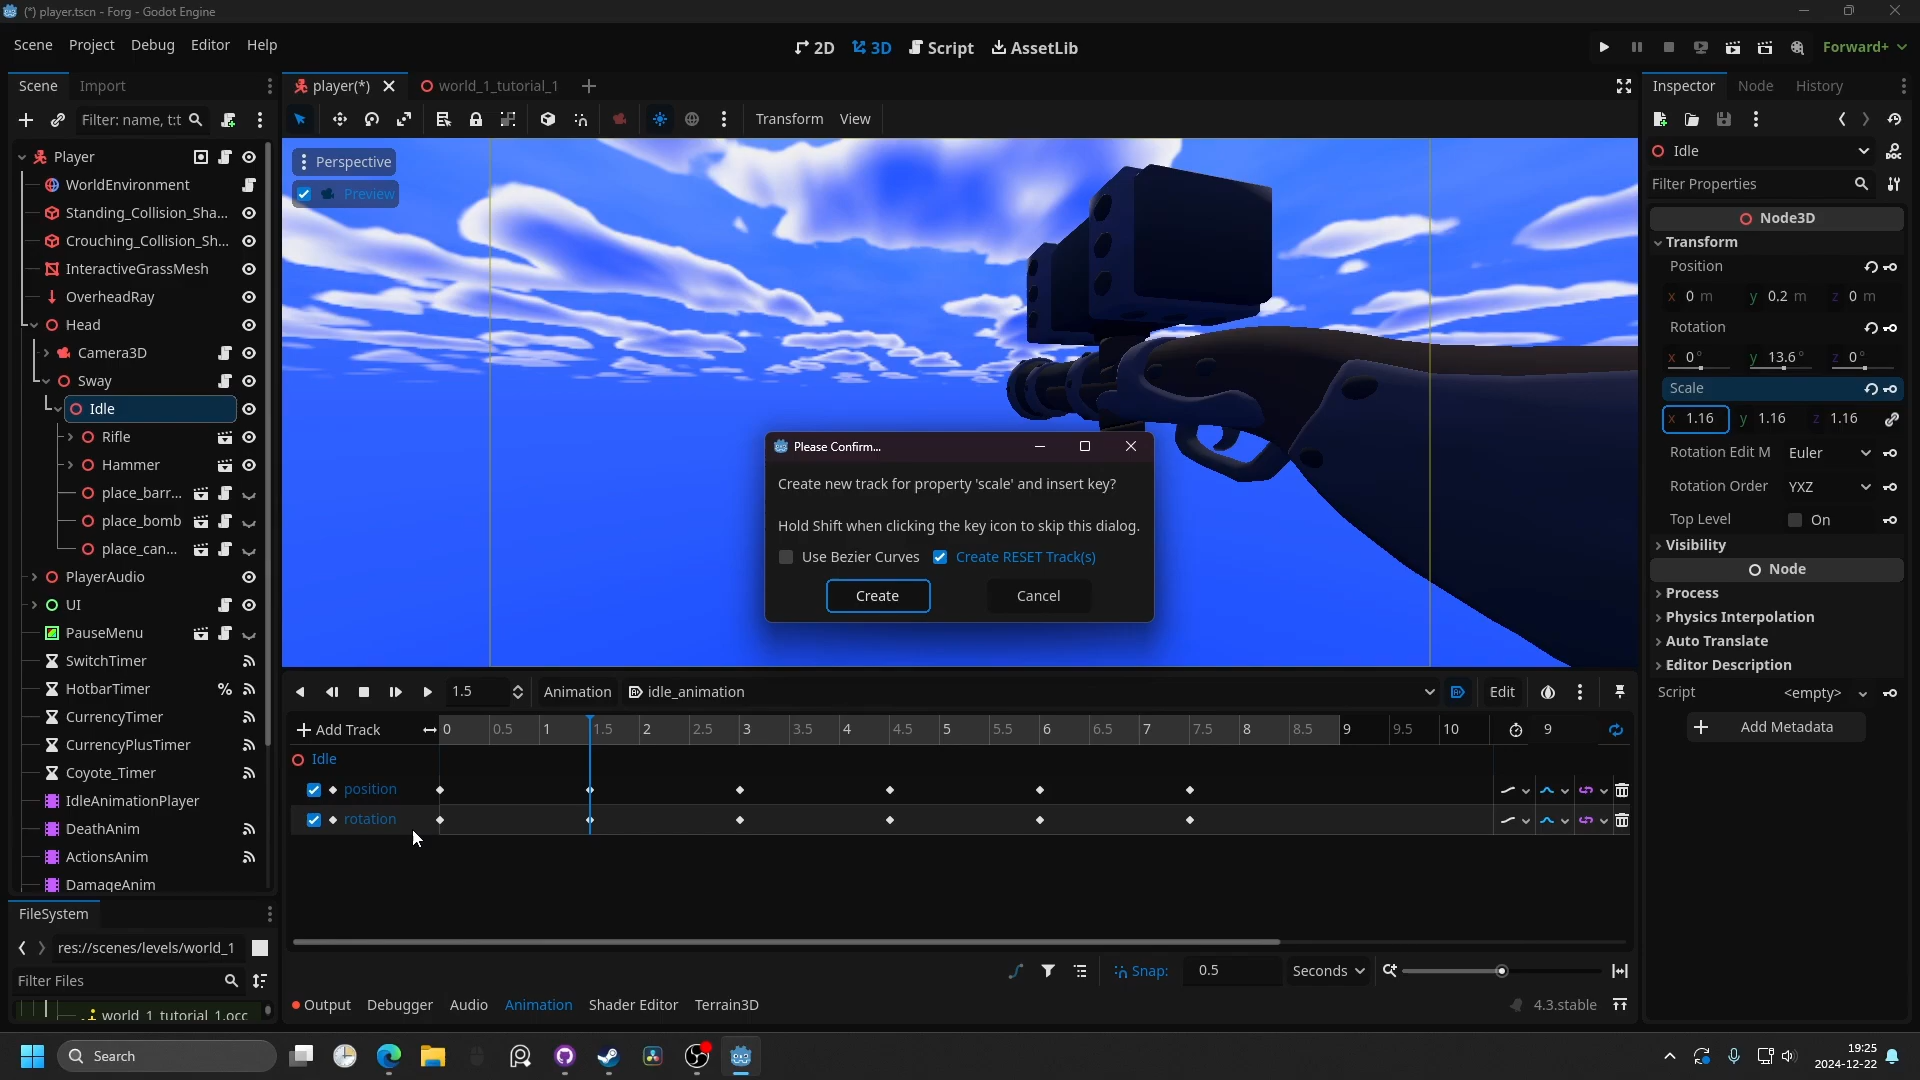 (*) player.tscn - Forg - Godot Engine
Scene Project Debug Editor Help
2D 3D Script AssetLib
Forward+
Scene Import
player(*) world_1_tutorial_1
Inspector Node History
Filter: name, t:t
Transform View
Player
WorldEnvironment
Standing_Collision_Sha...
Crouching_Collision_Sh...
InteractiveGrassMesh
OverheadRay
Head
Camera3D
Sway
Idle
Rifle
Hammer
place_barr...
place_bomb
place_can...
PlayerAudio
UI
PauseMenu
SwitchTimer
HotbarTimer
%
CurrencyTimer
CurrencyPlusTimer
Coyote_Timer
IdleAnimationPlayer
DeathAnim
ActionsAnim
DamageAnim
FileSystem
res://scenes/levels/world_1
Filter Files
world_1_tutorial_1.occ
Perspective
Preview
Please Confirm...
Create new track for property 'scale' and insert key?
Hold Shift when clicking the key icon to skip this dialog.
Use Bezier Curves Create RESET Track(s)
Create Cancel
1.5 Animation idle_animation Edit
Add Track 0 0.5 1 1.5 2 2.5 3 3.5 4 4.5 5 5.5 6 6.5 7 7.5 8 8.5 9 9.5 10 9
Idle
position
rotation
Snap: 0.5 Seconds
Output Debugger Audio Animation Shader Editor Terrain3D 4.3.stable
Idle
DOC
Filter Properties
Node3D
Transform
Position
x 0 m y 0.2 m z 0 m
Rotation
x 0° y 13.6° z 0°
Scale
x 1.16 y 1.16 z 1.16
Rotation Edit M Euler
Rotation Order YXZ
Top Level On
Visibility
Node
Process
Physics Interpolation
Auto Translate
Editor Description
Script <empty>
Add Metadata
Search
19:25
2024-12-22